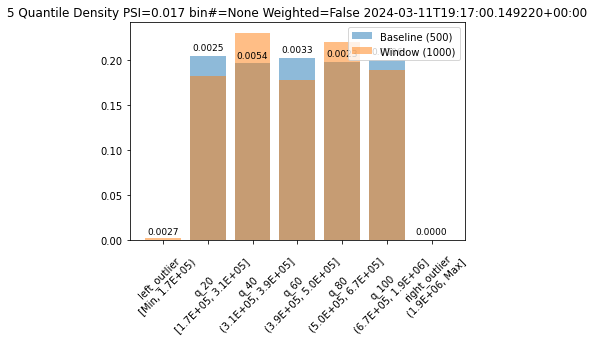 5 Quantile Density PSI=0.017 bin#=None Weighted=False 2024-03-11T19:17:00.149220+00:00
Baseline (500)
Window (1000)
0.20
0.15
0.10
0.05
0.00
0.0027
0.0025
0.0054
0.0033
0.0000
left_outlier
[Min, 1.7E+05)
q_20
[1.7E+05, 3.1E+05]
q_40
(3.1E+05, 3.9E+05]
q_60
(3.9E+05, 5.0E+05]
q_80
(5.0E+05, 6.7E+05]
q_100
(6.7E+05, 1.9E+06]
right_outlier
(1.9E+06, Max]